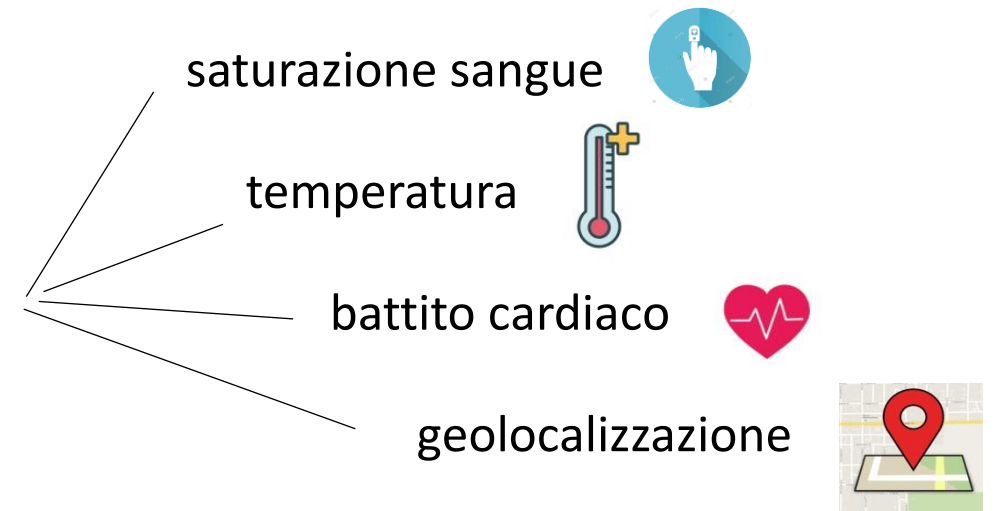 saturazione sangue
temperatura
battito cardiaco
geolocalizzazione